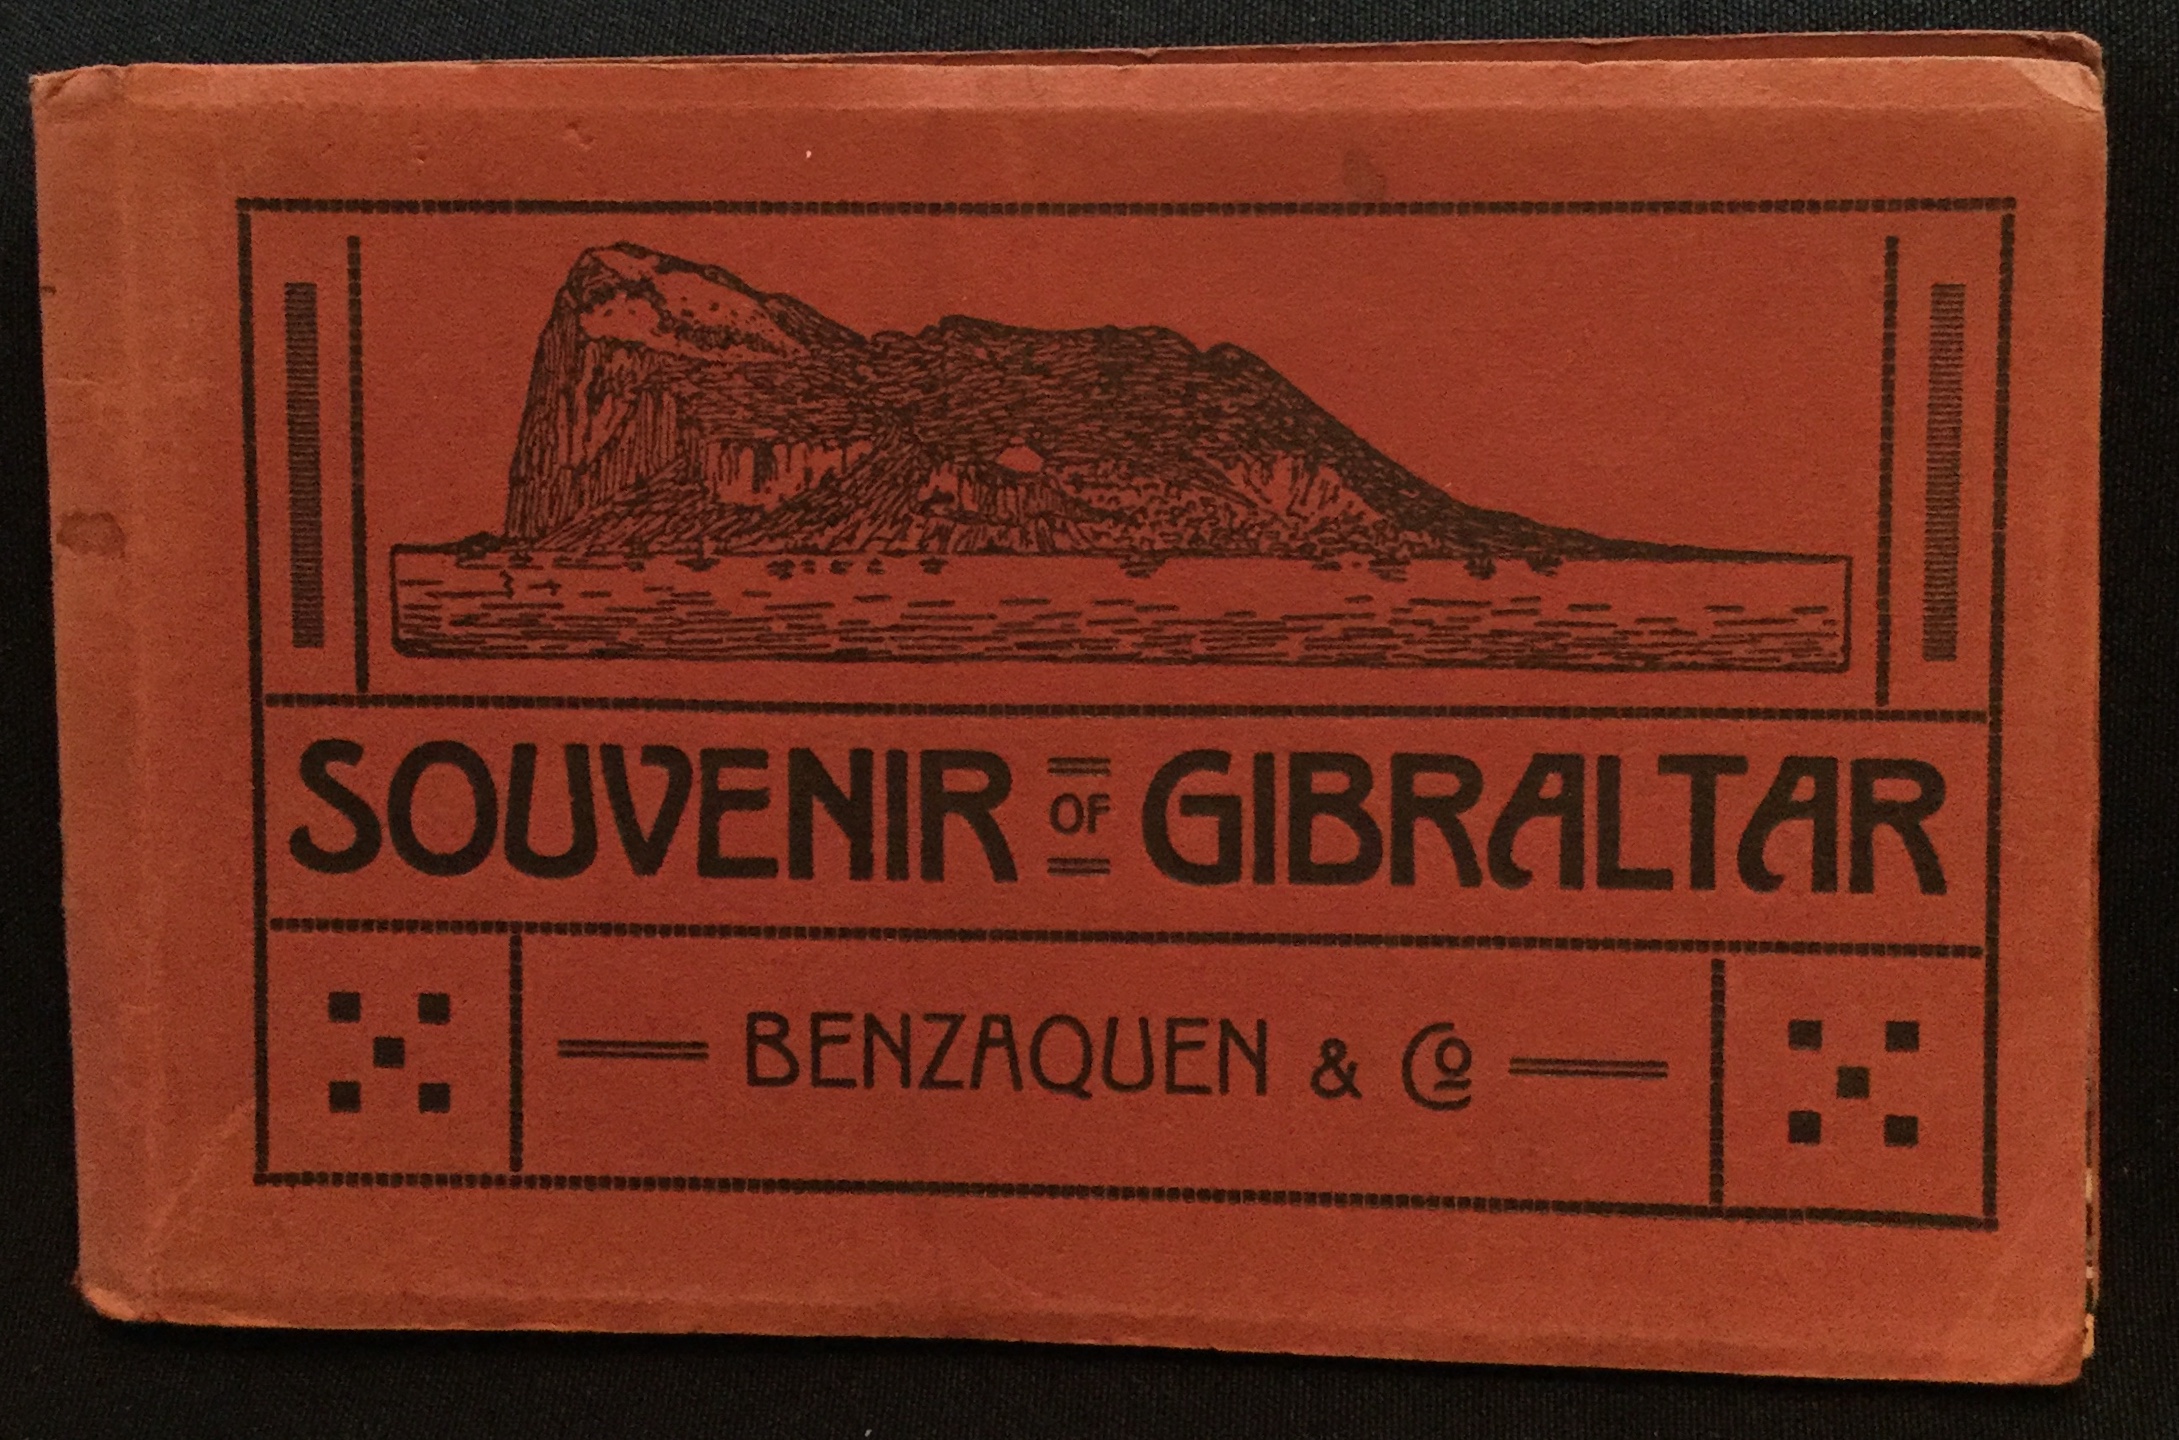 SOUVENIR OF GIBRALTAR
BENZAQUEN & Co